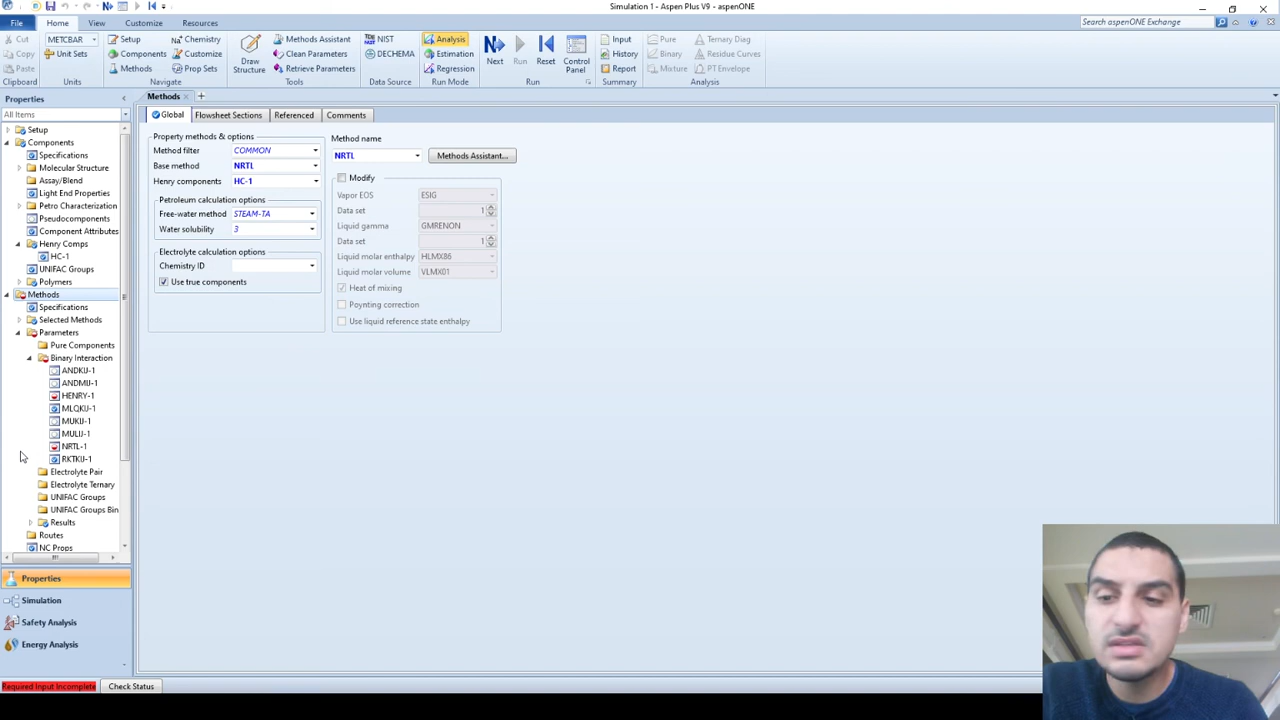 Simulation 1 - Aspen Plus V9 - aspenONE
File
Home
View
Customize
Resources
Search aspenONE Exchange
Cut
METCBAR
Setup
Chemistry
Methods Assistant
NIST
Analysis
Input
Pure
Ternary Diag
Copy
Unit Sets
Components
Customize
Clean Parameters
DECHEMA
Estimation
History
Binary
Residue Curves
Paste
Methods
Prop Sets
Draw Structure
Retrieve Parameters
Regression
Next
Run
Reset
Control Panel
Report
Mixture
PT Envelope
Clipboard
Units
Navigate
Tools
Data Source
Run Mode
Run
Summary
Analysis
Properties
All Items
Setup
Components
Specifications
Molecular Structure
Assay/Blend
Light End Properties
Petro Characterization
Pseudocomponents
Component Attributes
Henry Comps
HC-1
UNIFAC Groups
Polymers
Methods
Specifications
Selected Methods
Parameters
Pure Components
Binary Interaction
ANDKIJ-1
ANDMIJ-1
HENRY-1
MLQKIJ-1
MUKIJ-1
MULIJ-1
NRTL-1
RKTKIJ-1
Electrolyte Pair
Electrolyte Ternary
UNIFAC Groups
UNIFAC Groups Bin
Results
Routes
NC Props
Properties
Simulation
Safety Analysis
Energy Analysis
Methods
Global
Flowsheet Sections
Referenced
Comments
Property methods & options
Method filter COMMON
Base method NRTL
Henry components HC-1
Petroleum calculation options
Free-water method STEAM-TA
Water solubility 3
Electrolyte calculation options
Chemistry ID
Use true components
Method name
NRTL
Methods Assistant...
Modify
Vapor EOS ESIG
Data set 1
Liquid gamma GMRENON
Data set 1
Liquid molar enthalpy HLMX86
Liquid molar volume VLMX01
Heat of mixing
Poynting correction
Use liquid reference state enthalpy
Required Input Incomplete
Check Status